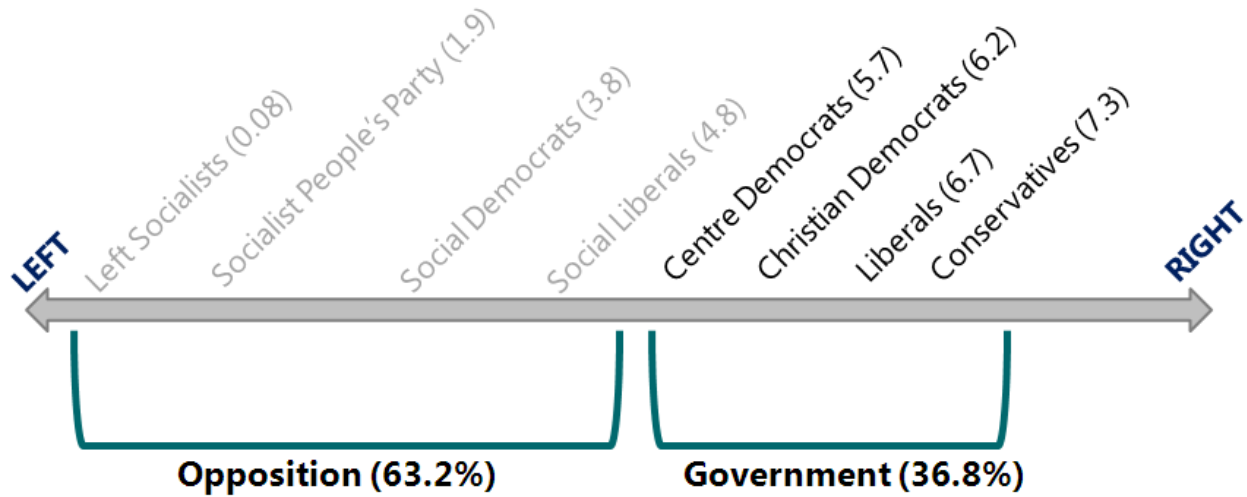 LEFT
Left Socialists (0.08)
Socialist People's Party (1.9)
Social Democrats (3.8)
Social Liberals (4.8)
Centre Democrats (5.7)
Christian Democrats (6.2)
Liberals (6.7)
Conservatives (7.3)
RIGHT
Opposition (63.2%)
Government (36.8%)